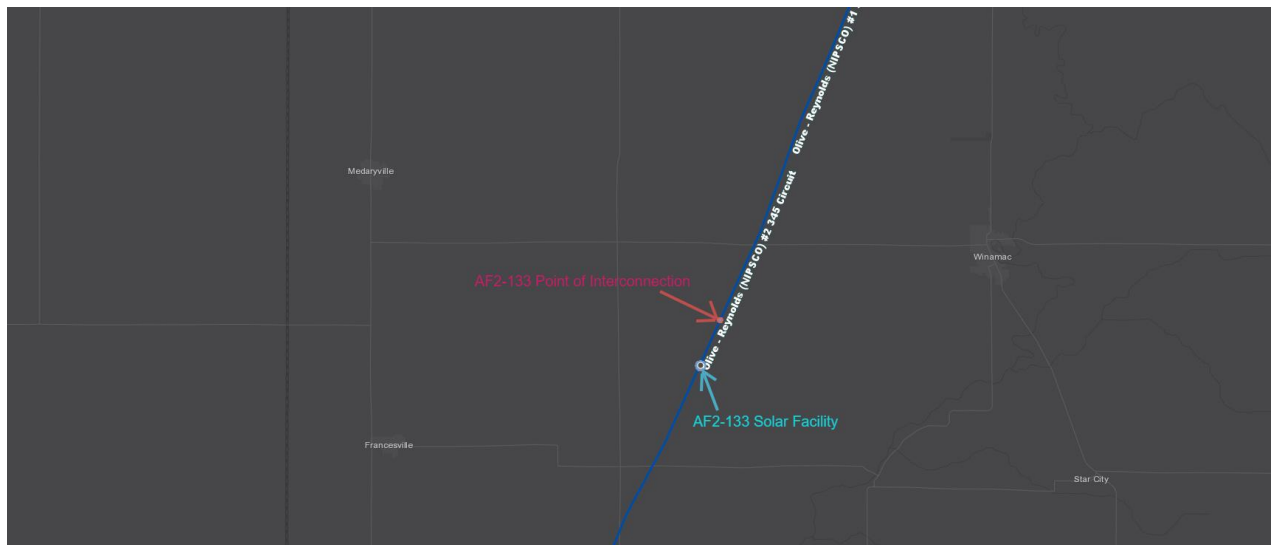 Olive - Reynolds (NIPSCO) #1
Medaryville
Olive - Reynolds (NIPSCO) #2 345 Circuit
Winamac
AF2-133 Point of Interconnection
AF2-133 Solar Facility
Francesville
Star City